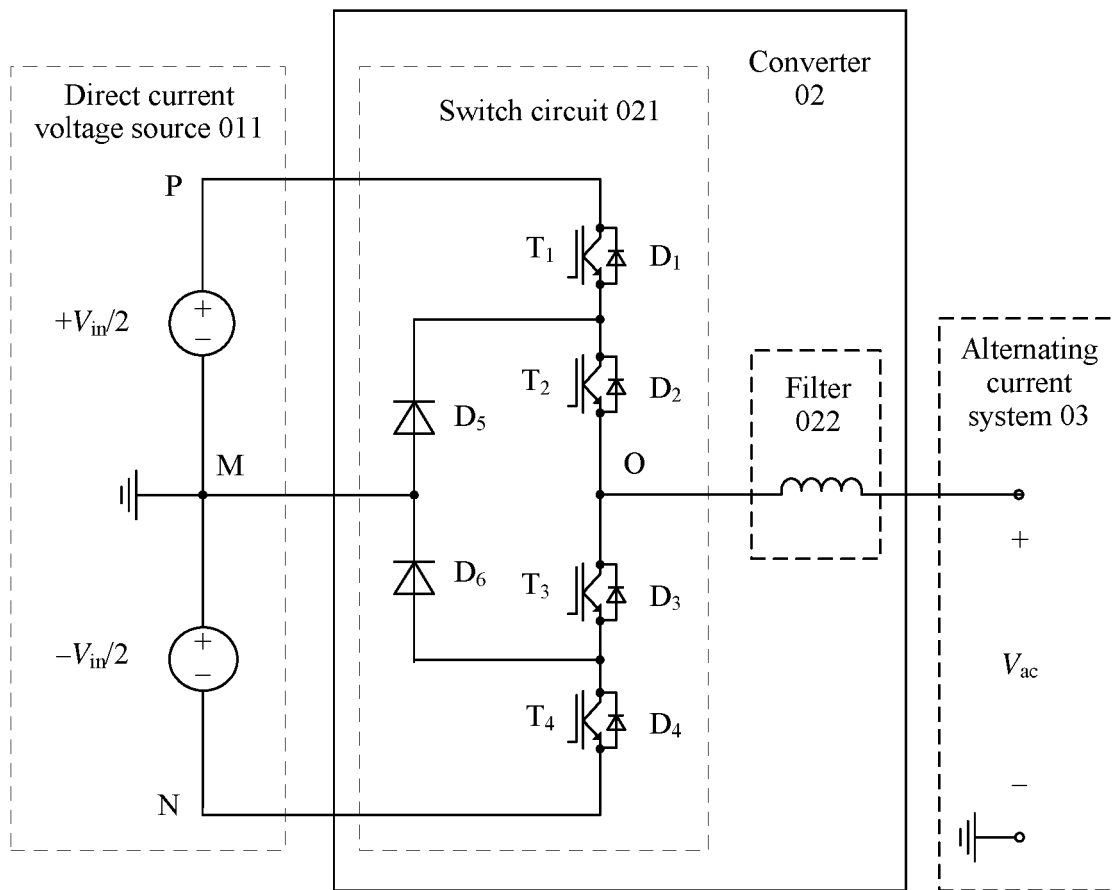 Direct current
voltage source 011
Converter
02
Switch circuit 021
P
T1
D1
+Vin/2
T2
D2
D5
Filter
022
Alternating
current
system 03
M
O
D6
T3
D3
+
–
+
–
+
–Vin/2
Vac
T4
D4
–
N